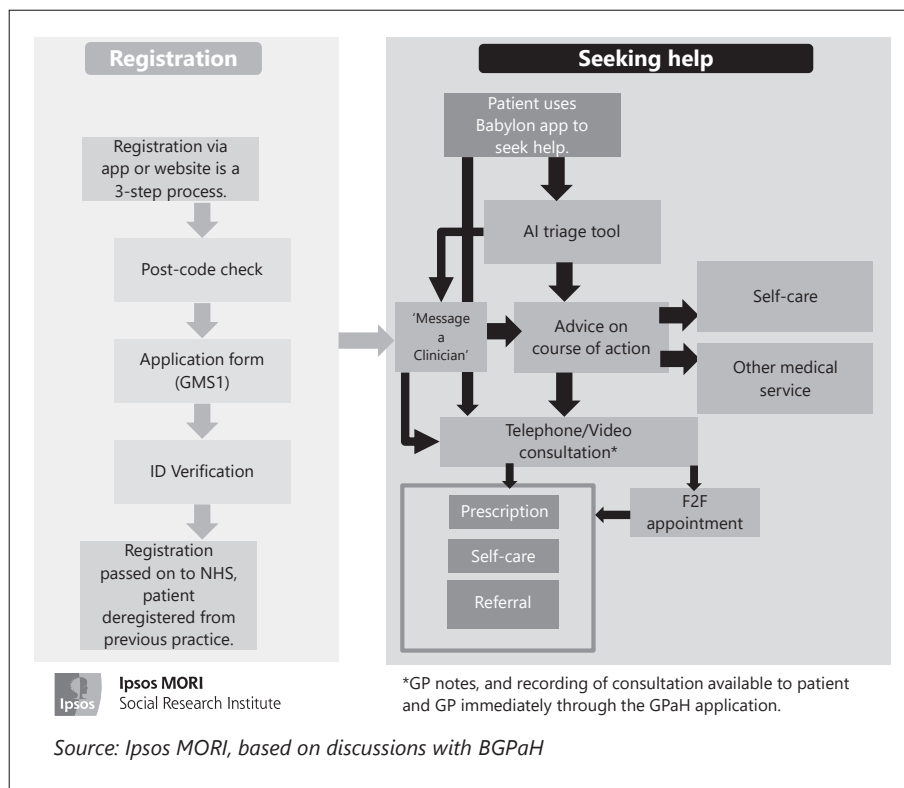 Registration
Registration via
app or website is a
3-step process.
Post-code check
Application form
(GMS1)
ID Verification
Registration
passed on to NHS,
patient
deregistered from
previous practice.
Seeking help
Patient uses
Babylon app to
seek help.
AI triage tool
‘Message
a
Clinician’
Advice on
course of action
Self-care
Other medical
service
Telephone/Video
consultation*
F2F
appointment
Prescription
Self-care
Referral
Ipsos
Ipsos MORI
Social Research Institute
*GP notes, and recording of consultation available to patient
and GP immediately through the GPaH application.
Source: Ipsos MORI, based on discussions with BGPaH